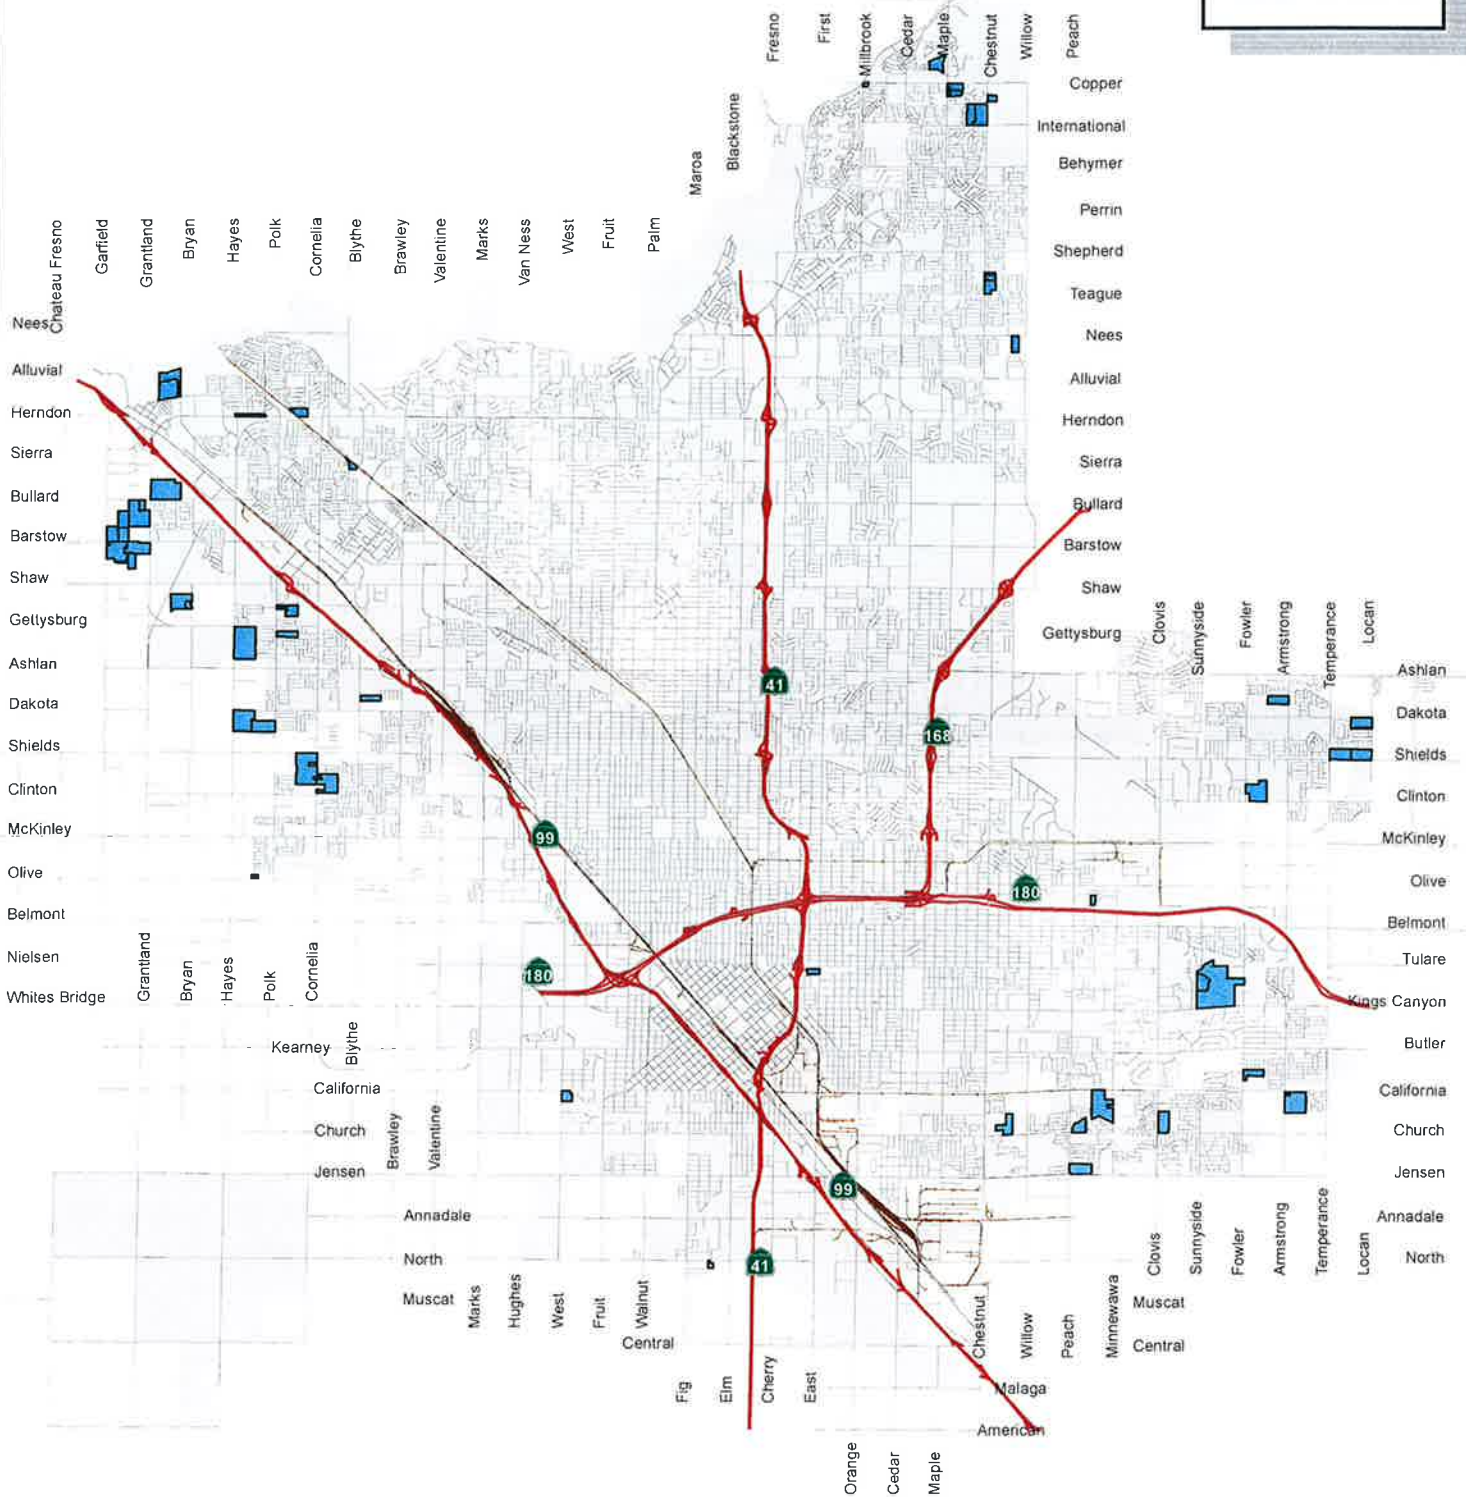 Fresno
First
Millbrook
Cedar
Maple
Chestnut
Willow
Peach
Copper
International
Behymer
Perrin
Shepherd
Teague
Nees
Alluvial
Herndon
Sierra
Bullard
Barstow
Shaw
Gettysburg
Maroa
Blackstone
Chateau Fresno
Garfield
Grantland
Bryan
Hayes
Polk
Cornelia
Blythe
Brawley
Valentine
Marks
Van Ness
West
Fruit
Palm
Nees
Alluvial
Herndon
Sierra
Bullard
Barstow
Shaw
Gettysburg
Ashlan
Dakota
Shields
Clinton
McKinley
Olive
Belmont
Nielsen
Whites Bridge
Clovis
Sunnyside
Fowler
Armstrong
Temperance
Locan
Ashlan
Dakota
Shields
Clinton
McKinley
Olive
Belmont
Tulare
Kings Canyon
Butler
California
Church
Jensen
Annadale
North
41
168
99
180
180
99
41
Grantland
Bryan
Hayes
Polk
Cornelia
Kearney
Blythe
California
Church
Jensen
Brawley
Valentine
Annadale
North
Muscat
Marks
Hughes
West
Fruit
Walnut
Central
Fig
Elm
Cherry
East
Orange
Cedar
Maple
Chestnut
Willow
Peach
Minnewawa
Clovis
Sunnyside
Fowler
Armstrong
Temperance
Locan
Muscat
Central
Malaga
American